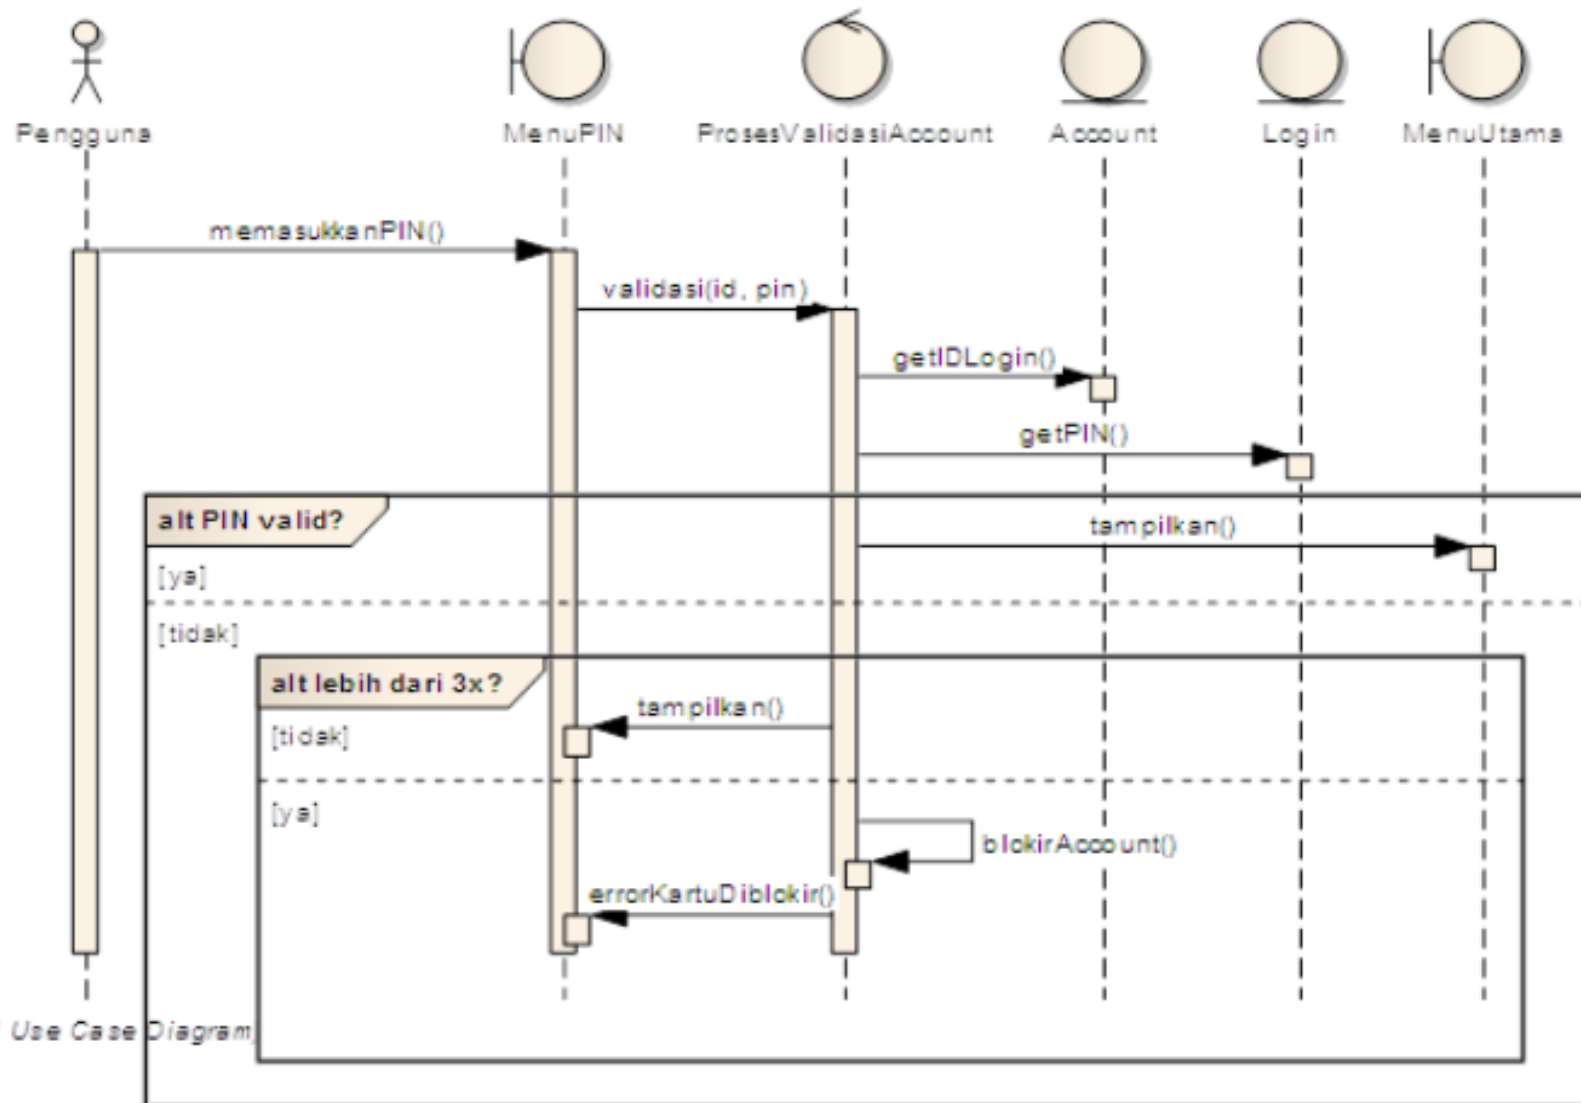 Pengguna
MenuPIN
ProsesValidasiAccount
Account
Login
MenuUtama
memasukkanPIN()
validasi(id, pin)
getIDLogin()
getPIN()
alt PIN valid?
tampilkan()
[ya]
[tidak]
alt lebih dari 3x?
tampilkan()
[tidak]
[ya]
blokirAccount()
errorKartuDiblokir()
Use Case Diagram